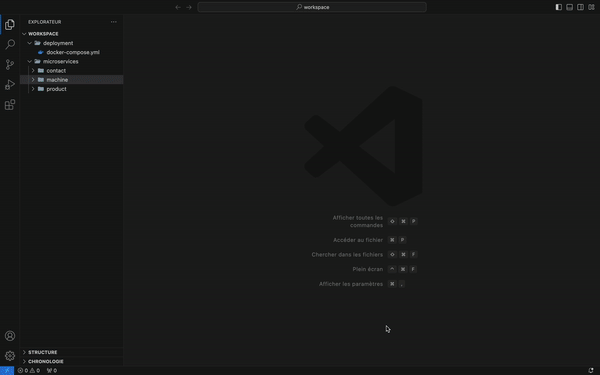 workspace
EXPLORATEUR
WORKSPACE
deployment
docker-compose.yml
microservices
contact
machine
product
Afficher toutes les
commandes
⇧ ⌘ P
Accéder au fichier
⌘ P
Chercher dans les fichiers
⇧ ⌘ F
Plein écran
^ ⌘ F
Afficher les paramètres
⌘ ,
STRUCTURE
CHRONOLOGIE
0 0 0